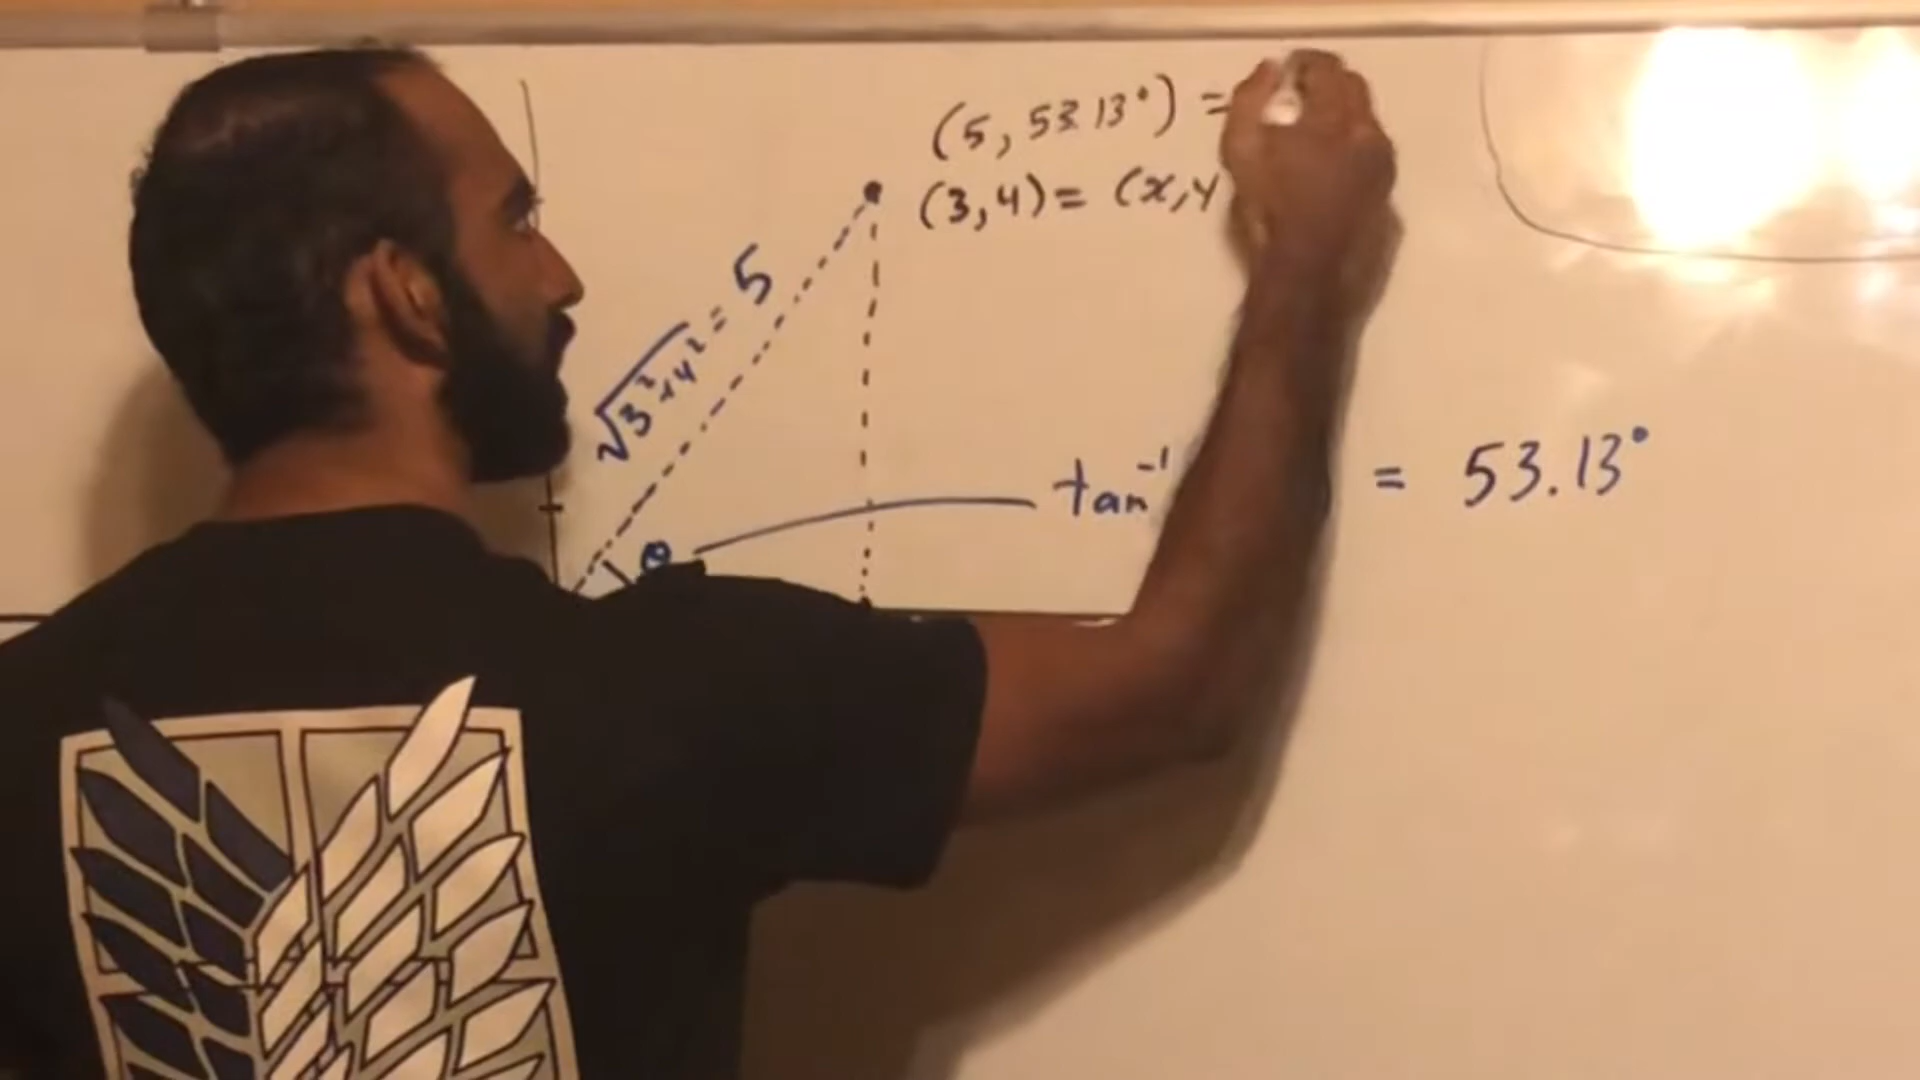 (5, 53.13°) =
(3,4) = (x,y
√3²+4² = 5
θ
tan⁻¹ = 53.13°